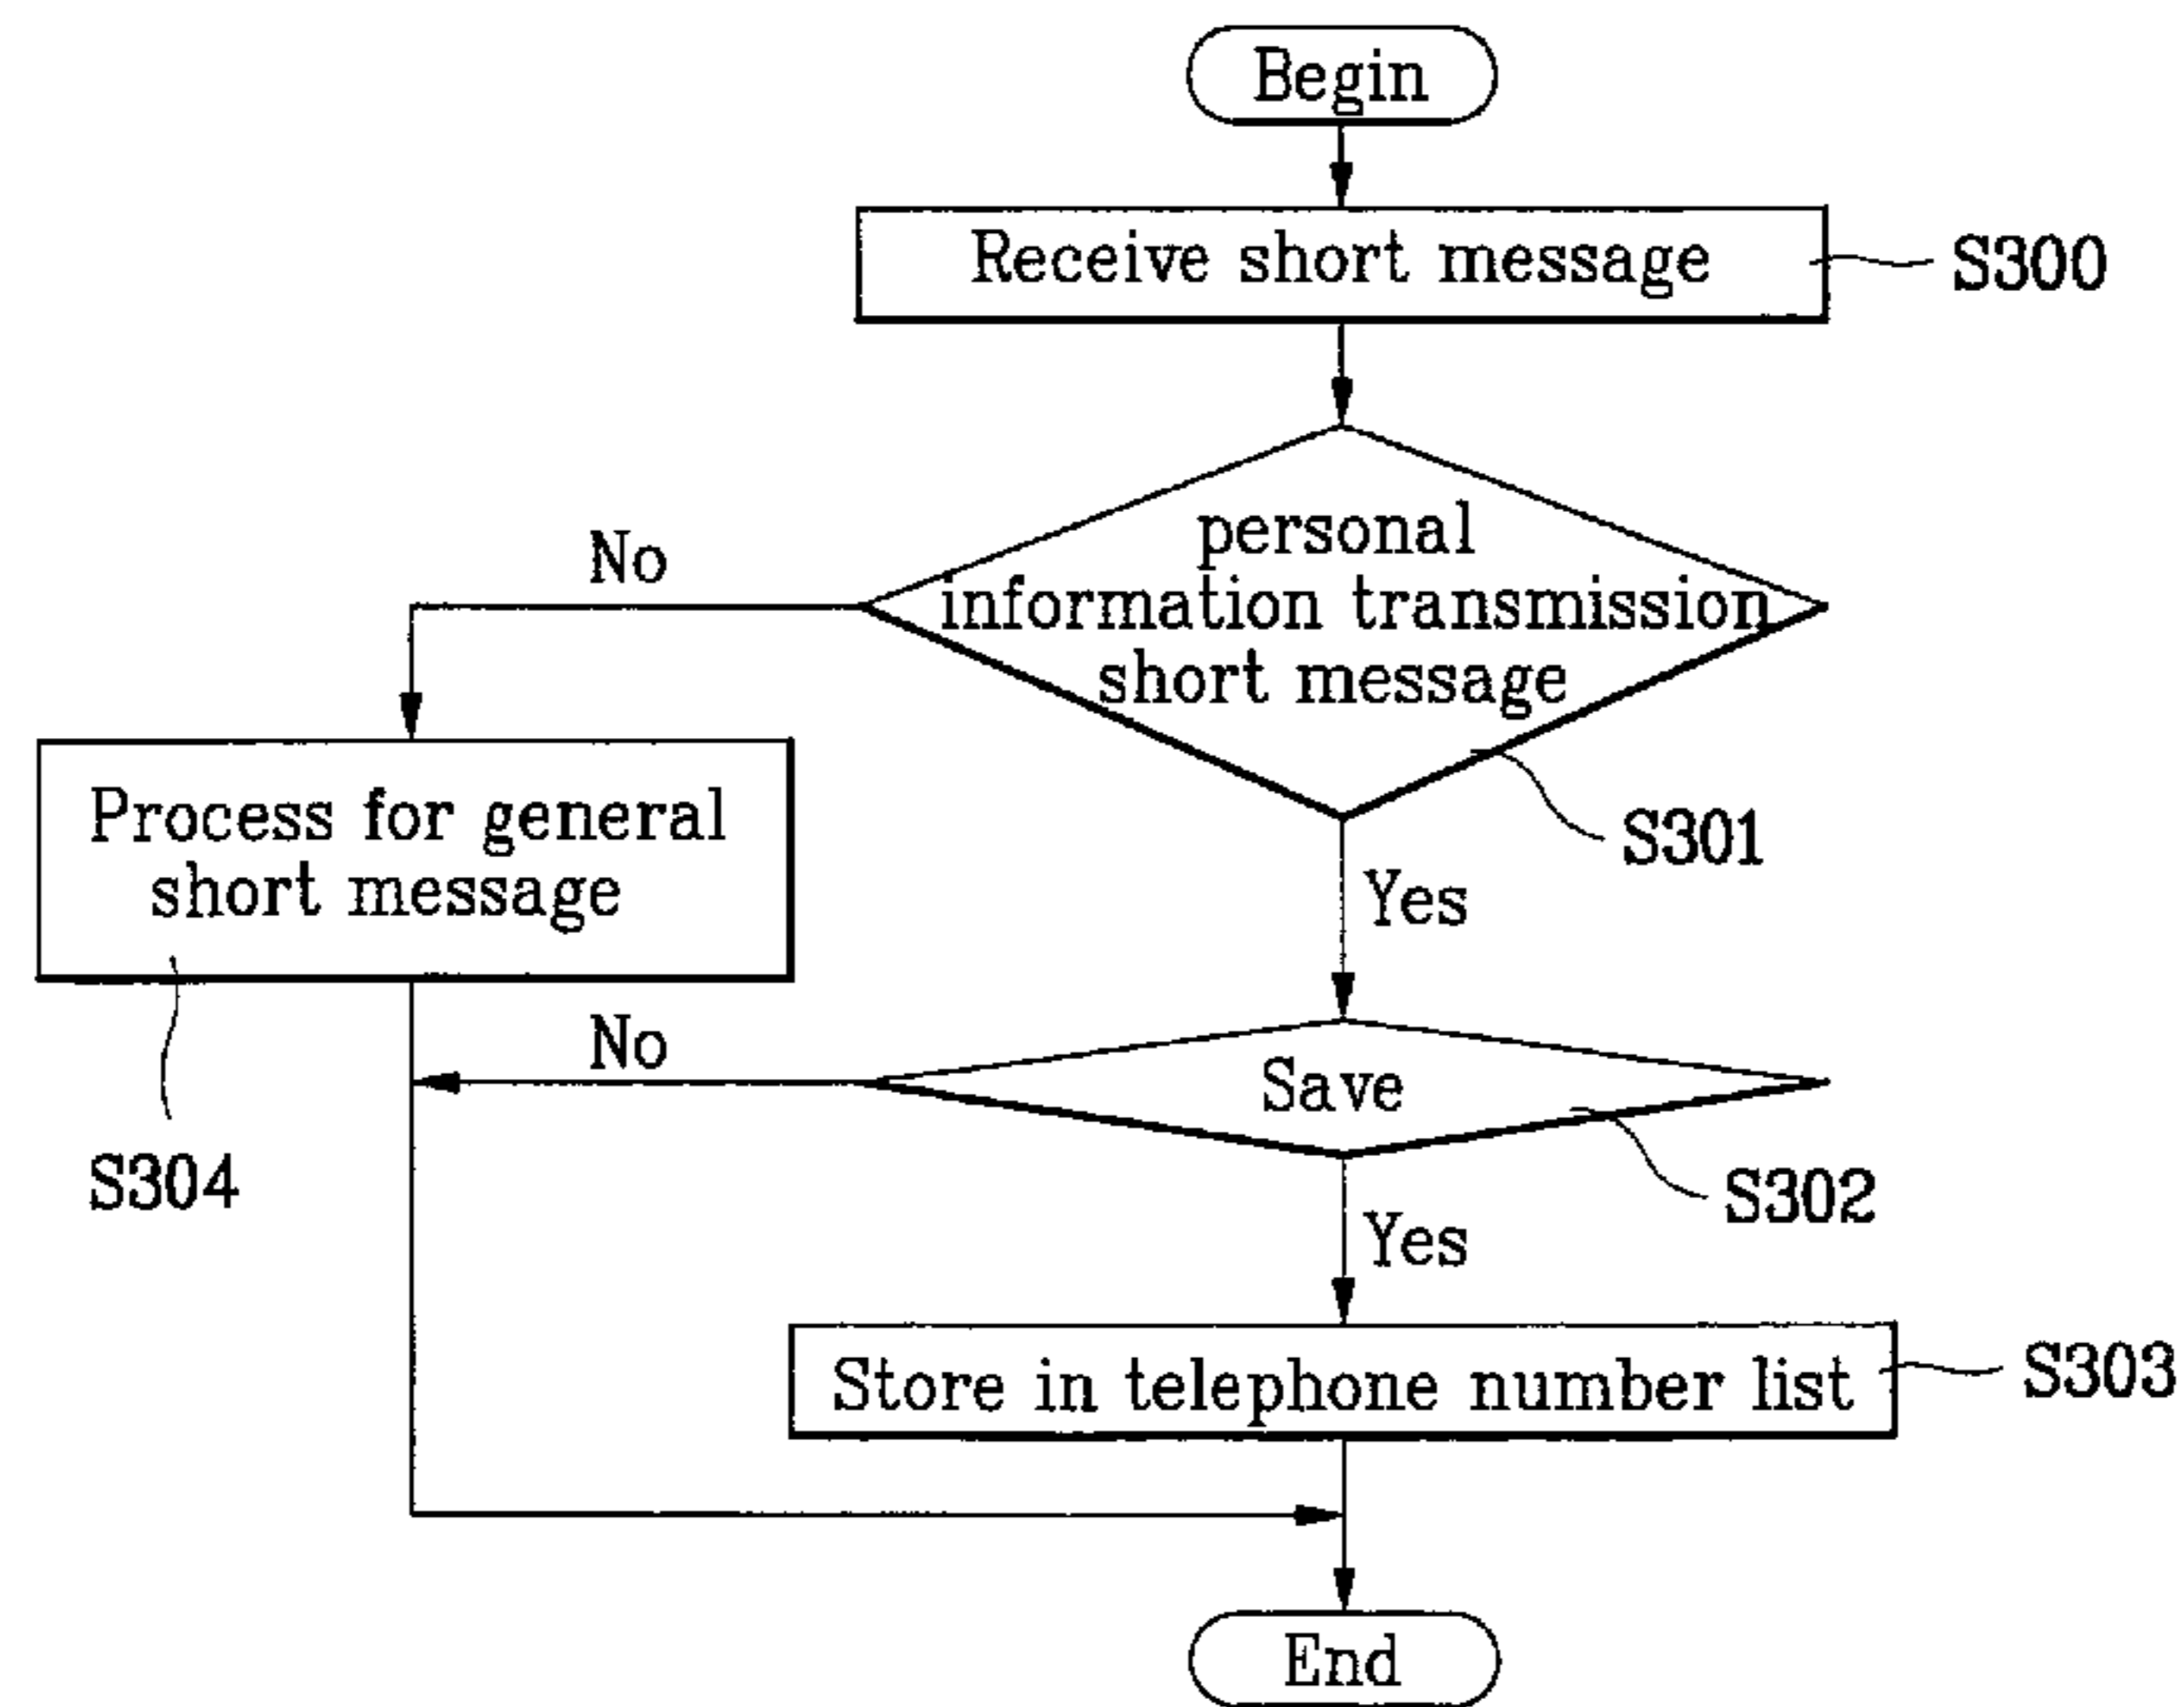 Begin
Receive short message
S300
personal
information transmission
short message
No
S301
Process for general
short message
Yes
S304
No
Save
S302
Yes
Store in telephone number list
S303
End